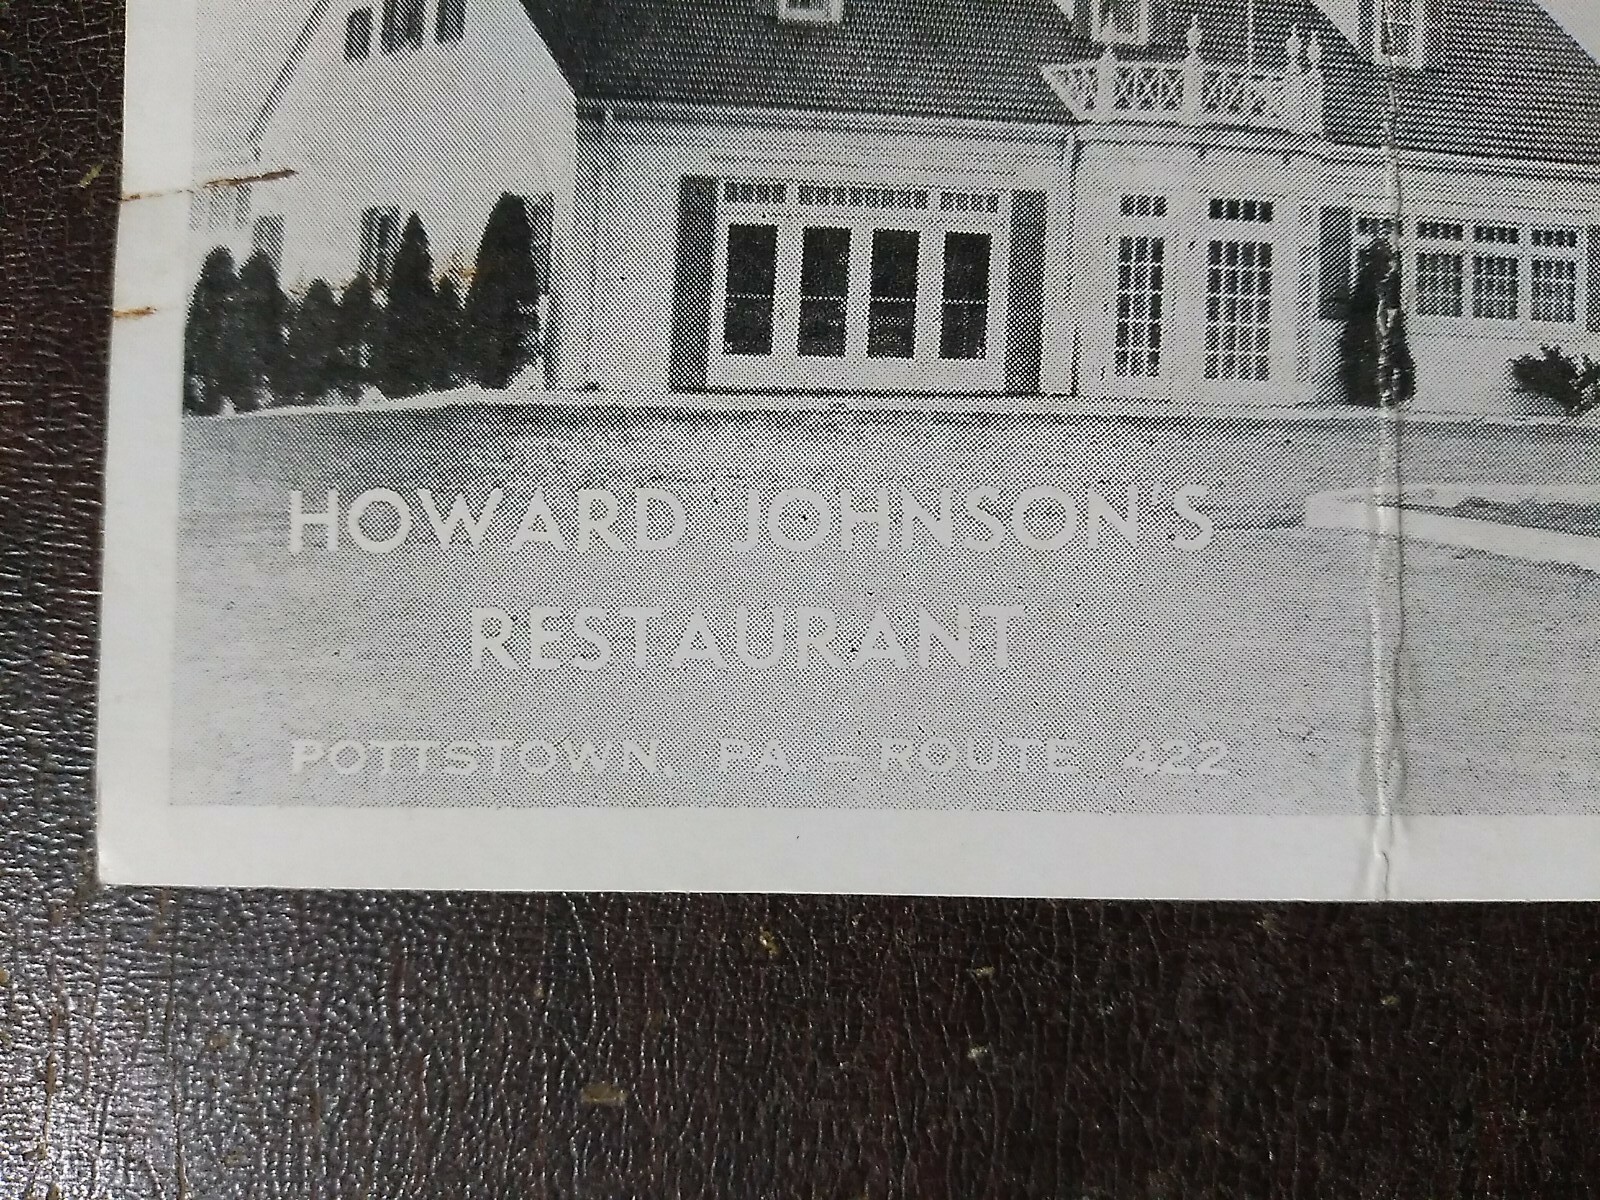 HOWARD JOHNSON'S
RESTAURANT
POTTSTOWN, PA - ROUTE 422